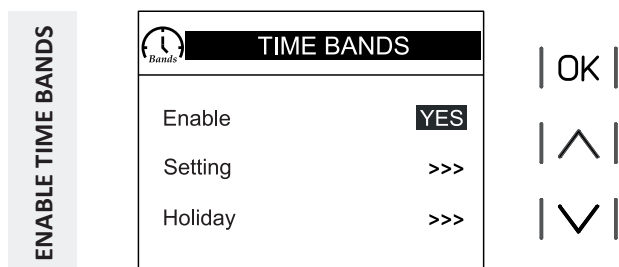 ENABLE TIME BANDS
Bands
TIME BANDS
Enable YES
Setting >>>
Holiday >>>
OK